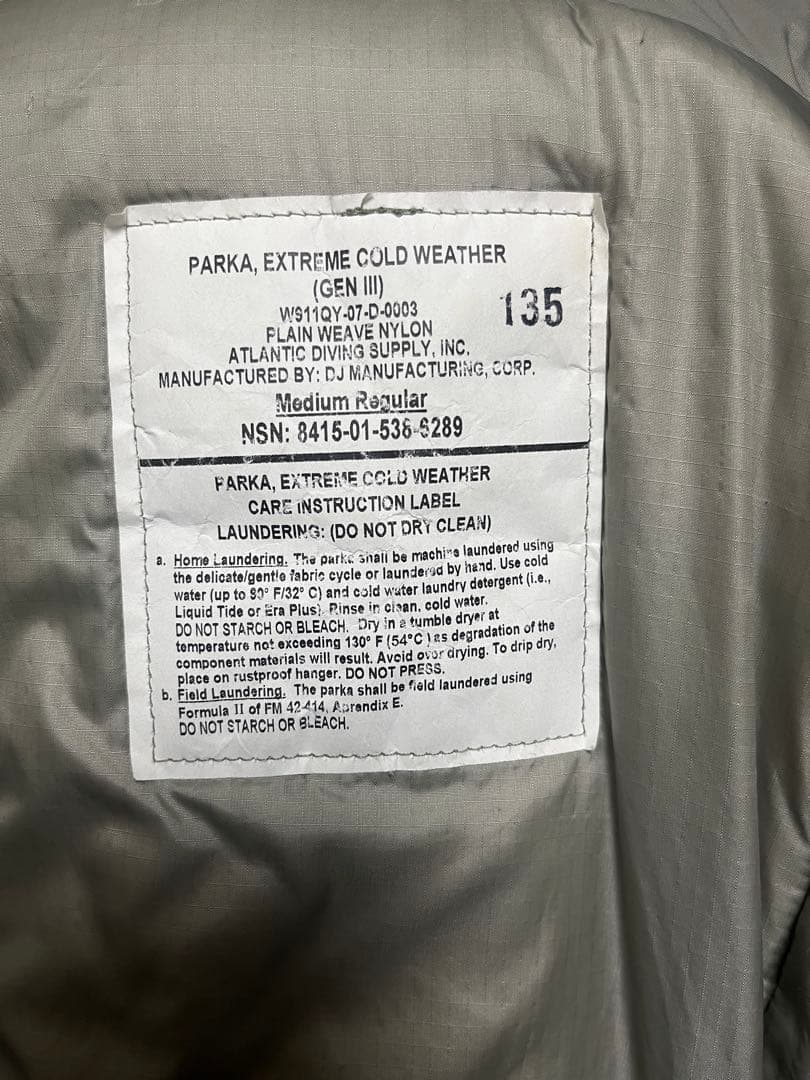 PARKA, EXTREME COLD WEATHER
(GEN III)
W911QY-07-D-0003
135
PLAIN WEAVE NYLON
ATLANTIC DIVING SUPPLY, INC.
MANUFACTURED BY: DJ MANUFACTURING, CORP.
Medium Regular
NSN: 8415-01-538-6289
PARKA, EXTREME COLD WEATHER
CARE INSTRUCTION LABEL
LAUNDERING: (DO NOT DRY CLEAN)
a. Home Laundering. The parka shall be machine laundered using
the delicate/gentle fabric cycle or laundered by hand. Use cold
water (up to 90° F/32° C) and cold water laundry detergent (i.e.,
Liquid Tide or Era Plus). Rinse in clean, cold water.
DO NOT STARCH OR BLEACH. Dry in a tumble dryer at
temperature not exceeding 130° F (54°C ) as degradation of the
component materials will result. Avoid over drying. To drip dry,
place on rustproof hanger. DO NOT PRESS.
b. Field Laundering. The parka shall be field laundered using
Formula II of FM 42-414, Appendix E.
DO NOT STARCH OR BLEACH.